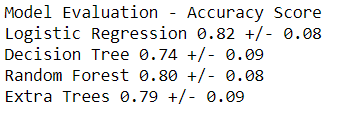 Model Evaluation - Accuracy Score
Logistic Regression 0.82 +/- 0.08
Decision Tree 0.74 +/- 0.09
Random Forest 0.80 +/- 0.08
Extra Trees 0.79 +/- 0.09